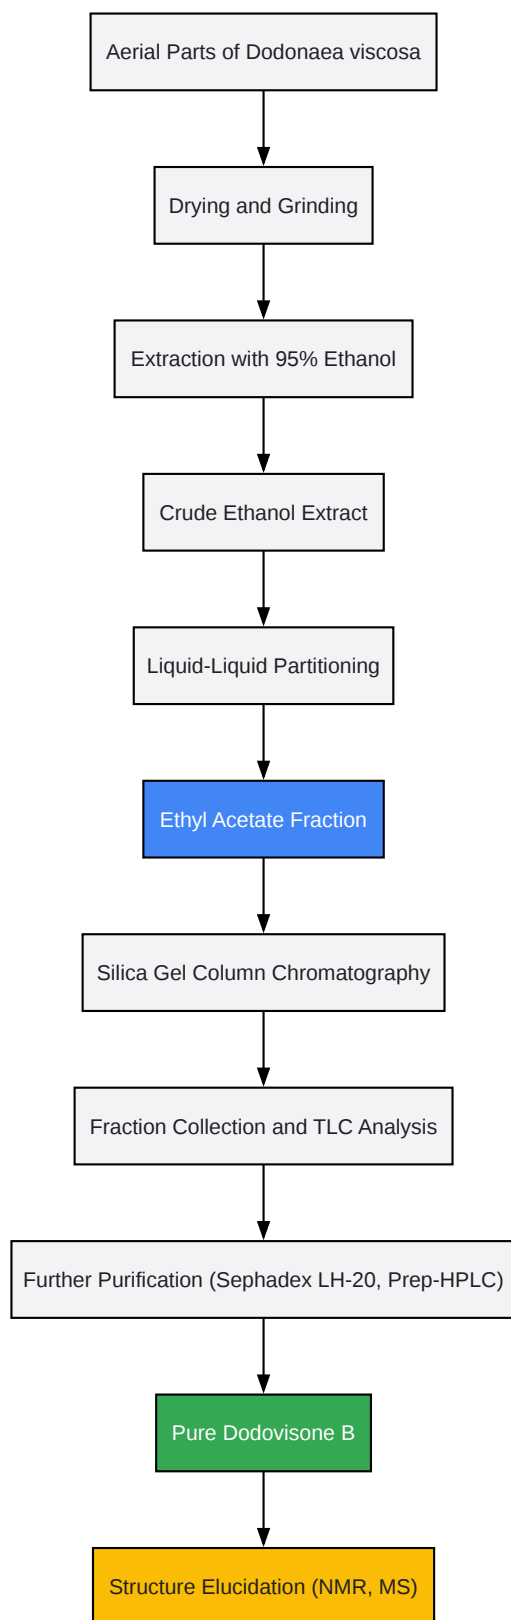 Aerial Parts of Dodonaea viscosa
Drying and Grinding
Extraction with 95% Ethanol
Crude Ethanol Extract
Liquid-Liquid Partitioning
Ethyl Acetate Fraction
Silica Gel Column Chromatography
Fraction Collection and TLC Analysis
Further Purification (Sephadex LH-20, Prep-HPLC)
Pure Dodovisone B
Structure Elucidation (NMR, MS)